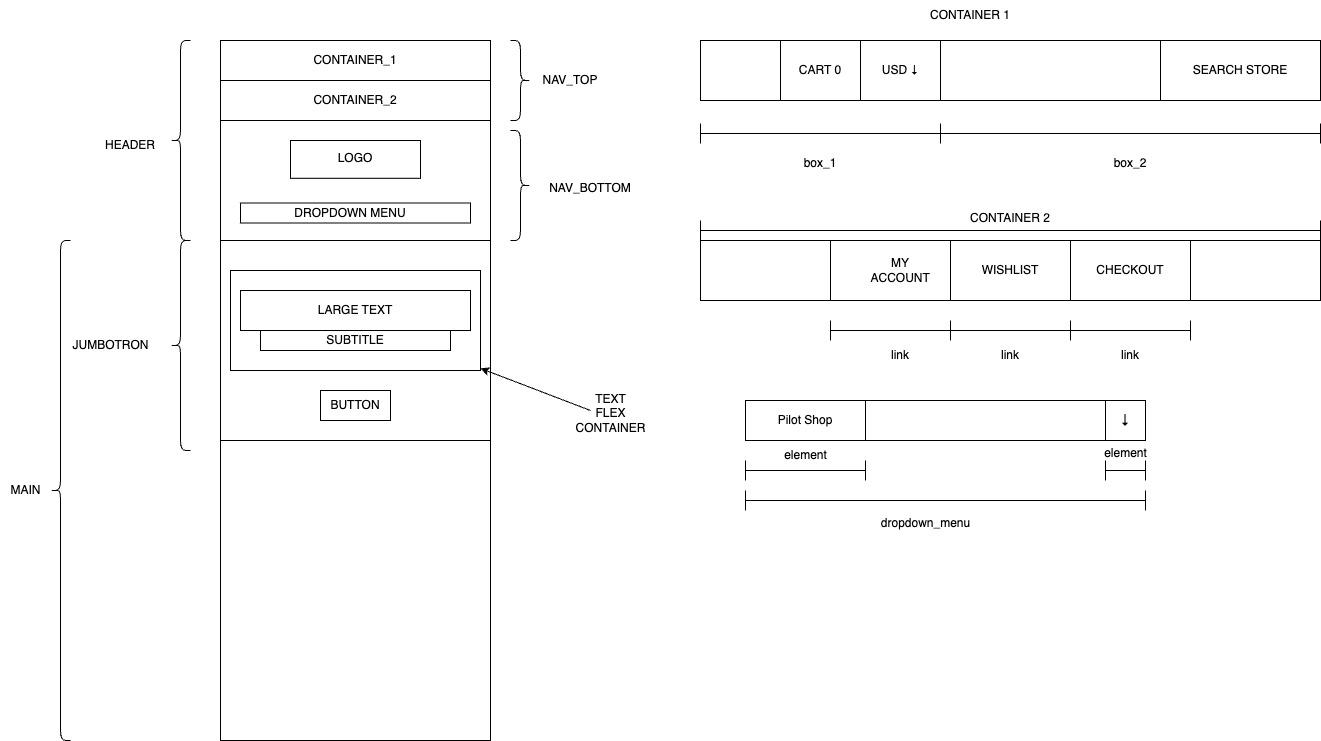 CONTAINER_1
CONTAINER_2
NAV_TOP
HEADER
LOGO
NAV_BOTTOM
DROPDOWN MENU
LARGE TEXT
SUBTITLE
JUMBOTRON
BUTTON
TEXT
FLEX
CONTAINER
MAIN
CONTAINER 1
CART 0
USD ↓
SEARCH STORE
box_1
box_2
CONTAINER 2
MY
ACCOUNT
WISHLIST
CHECKOUT
link
link
link
Pilot Shop
↓
element
element
dropdown_menu